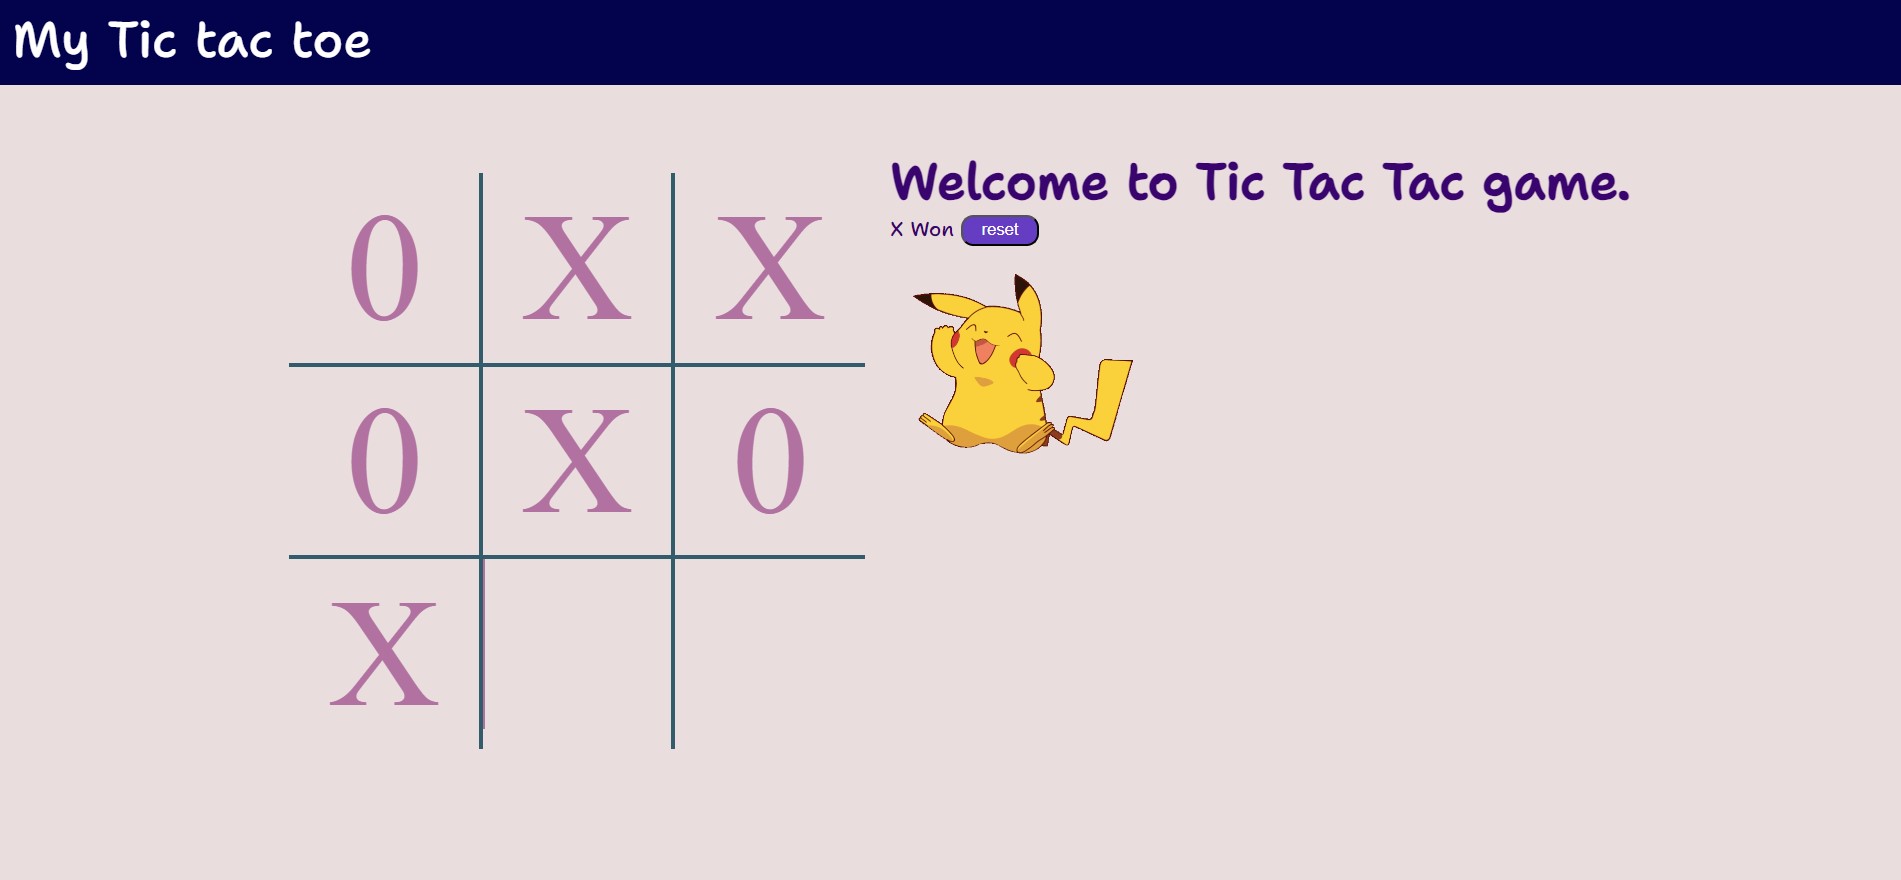 My Tic tac toe
Welcome to Tic Tac Tac game.
X Won reset
0 X X
0 X 0
X